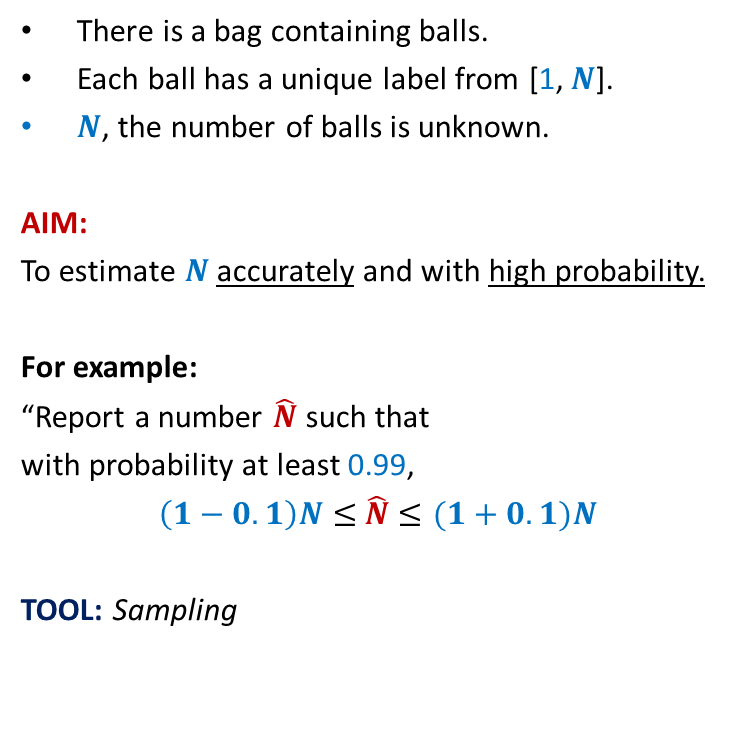 • There is a bag containing balls.
• Each ball has a unique label from [1, N].
• N, the number of balls is unknown.
AIM:
To estimate N accurately and with high probability.
For example:
“Report a number N̂ such that
with probability at least 0.99,
(1 − 0.1)N ≤ N̂ ≤ (1 + 0.1)N
TOOL: Sampling